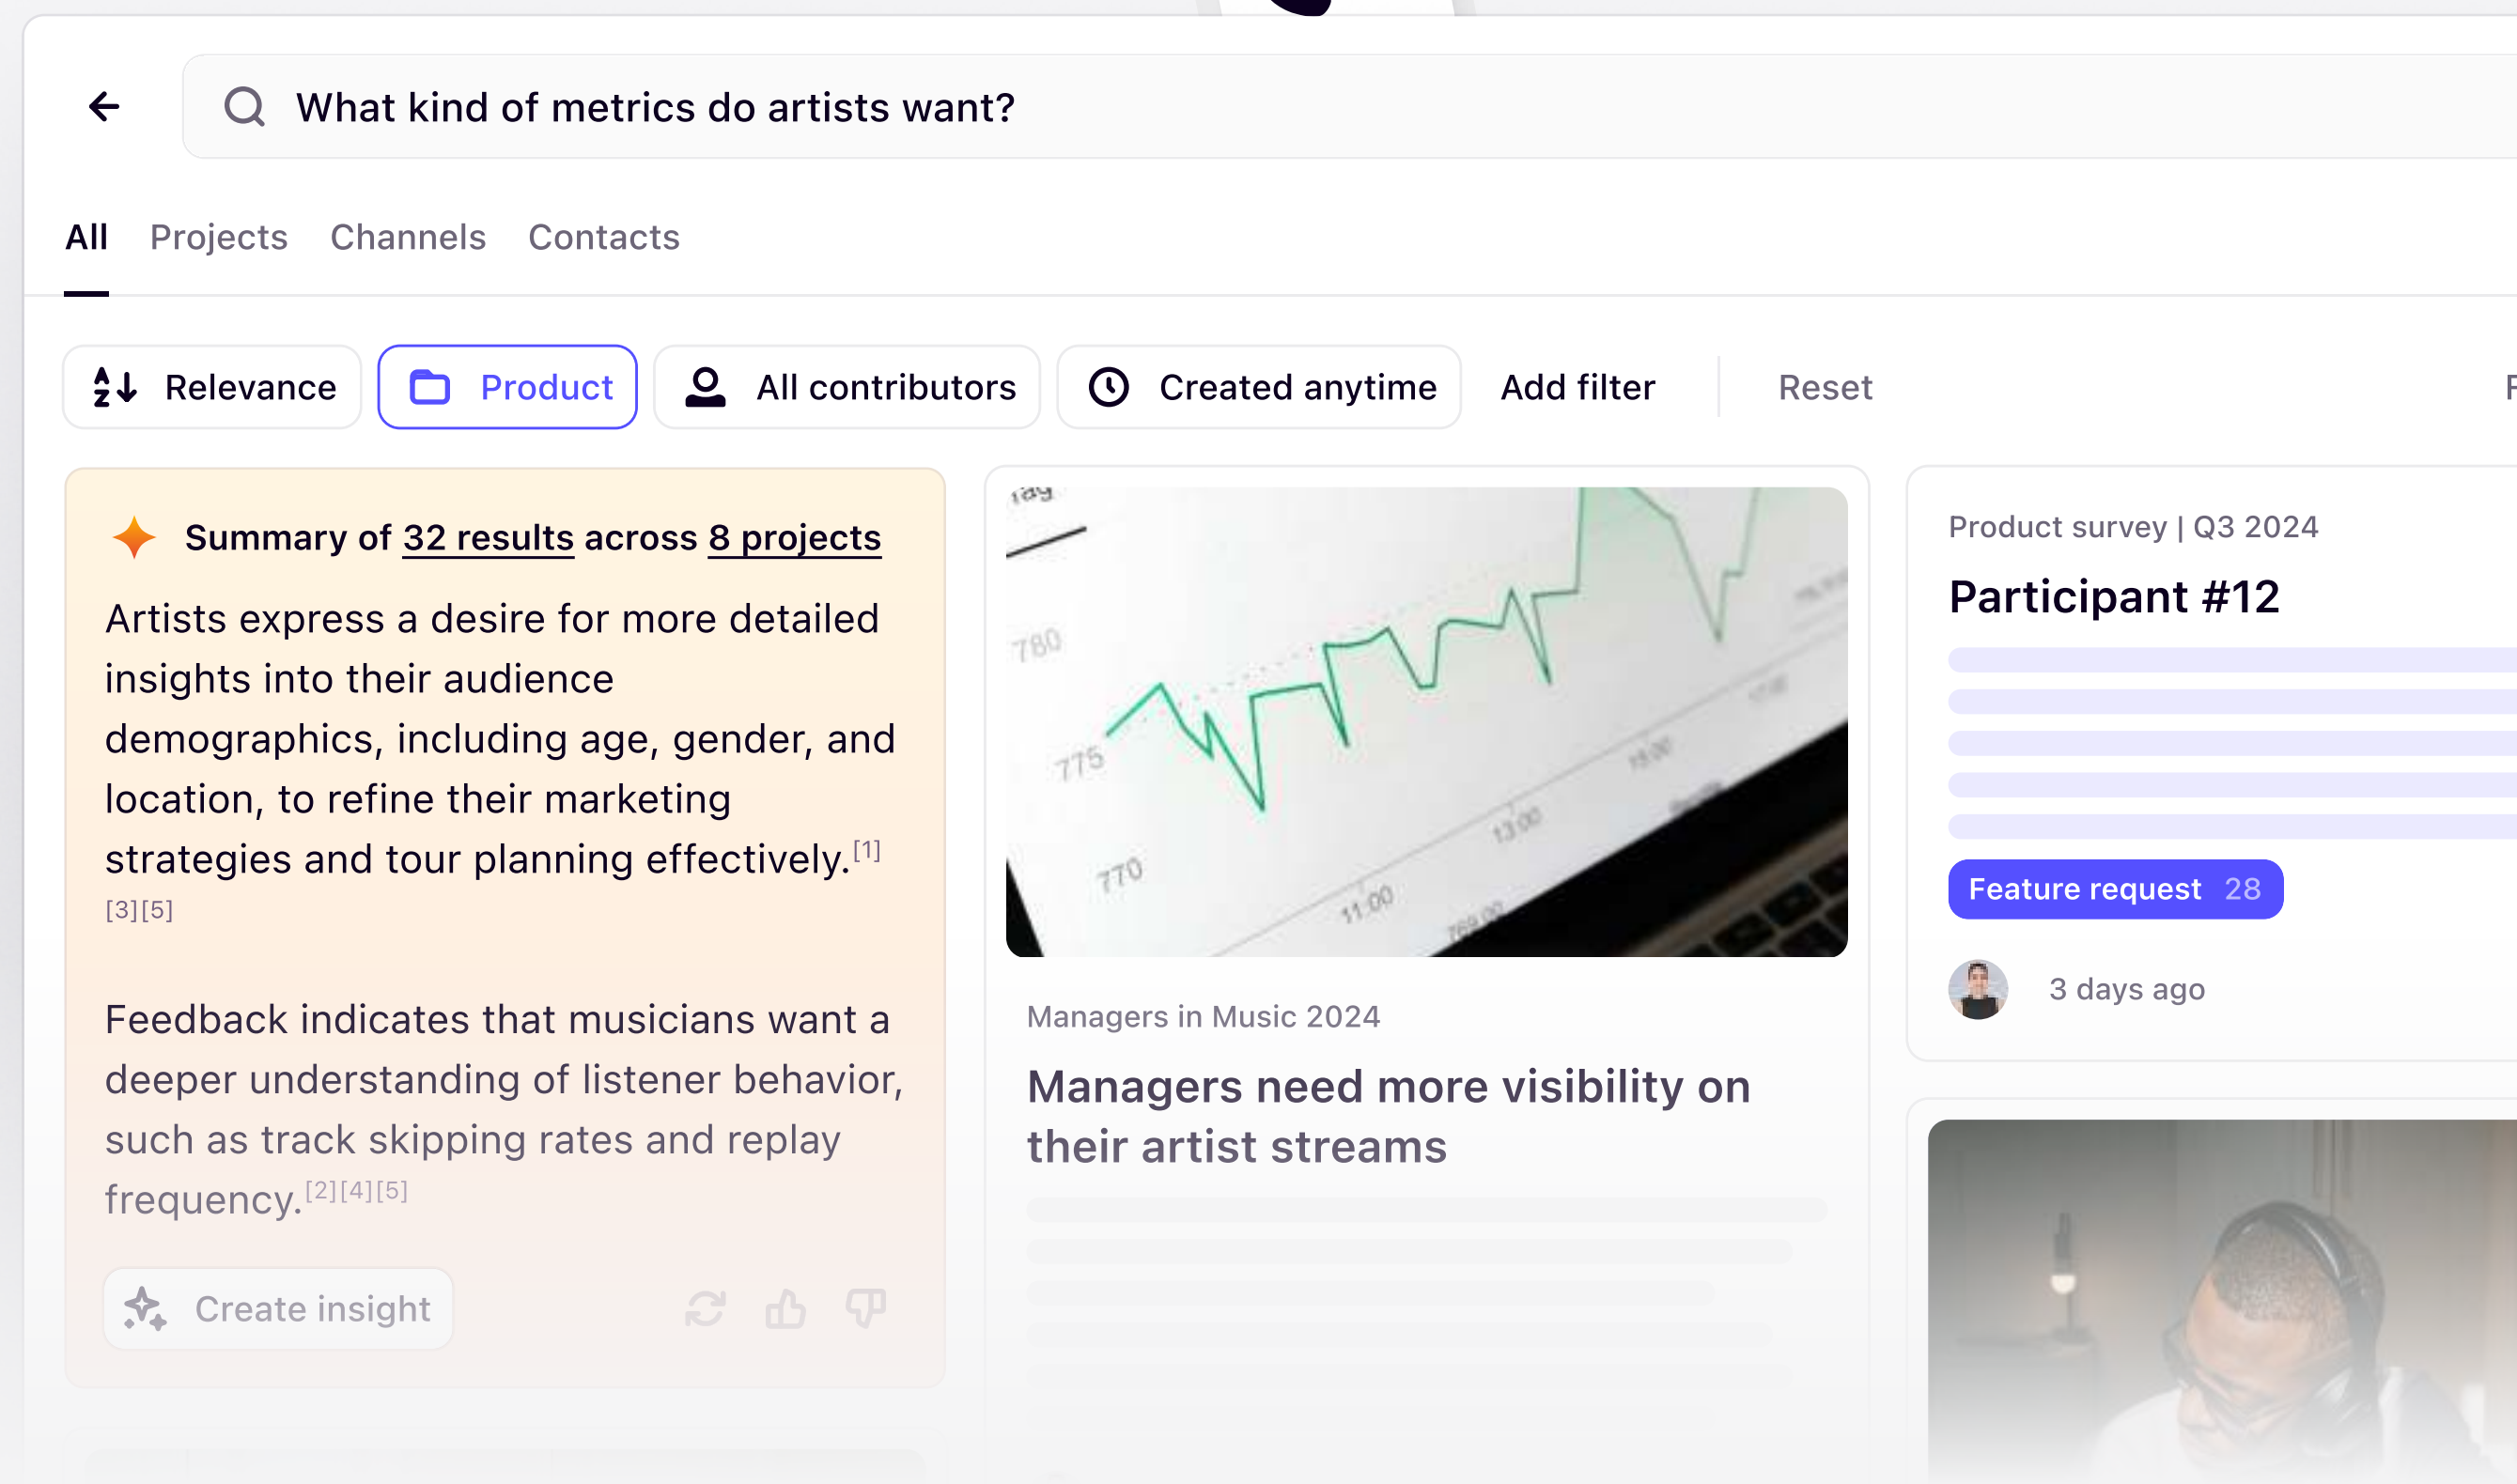 What kind of metrics do artists want?
All Projects Channels Contacts
Relevance Product All contributors Created anytime Add filter Reset
Summary of 32 results across 8 projects
Artists express a desire for more detailed
insights into their audience
demographics, including age, gender, and
location, to refine their marketing
strategies and tour planning effectively.[1]
[3][5]
Feedback indicates that musicians want a
deeper understanding of listener behavior,
such as track skipping rates and replay
frequency.[2][4][5]
Create insight
780
775
770
11:00
13:00
769.00
Managers in Music 2024
Managers need more visibility on
their artist streams
Product survey | Q3 2024
Participant #12
Feature request 28
3 days ago